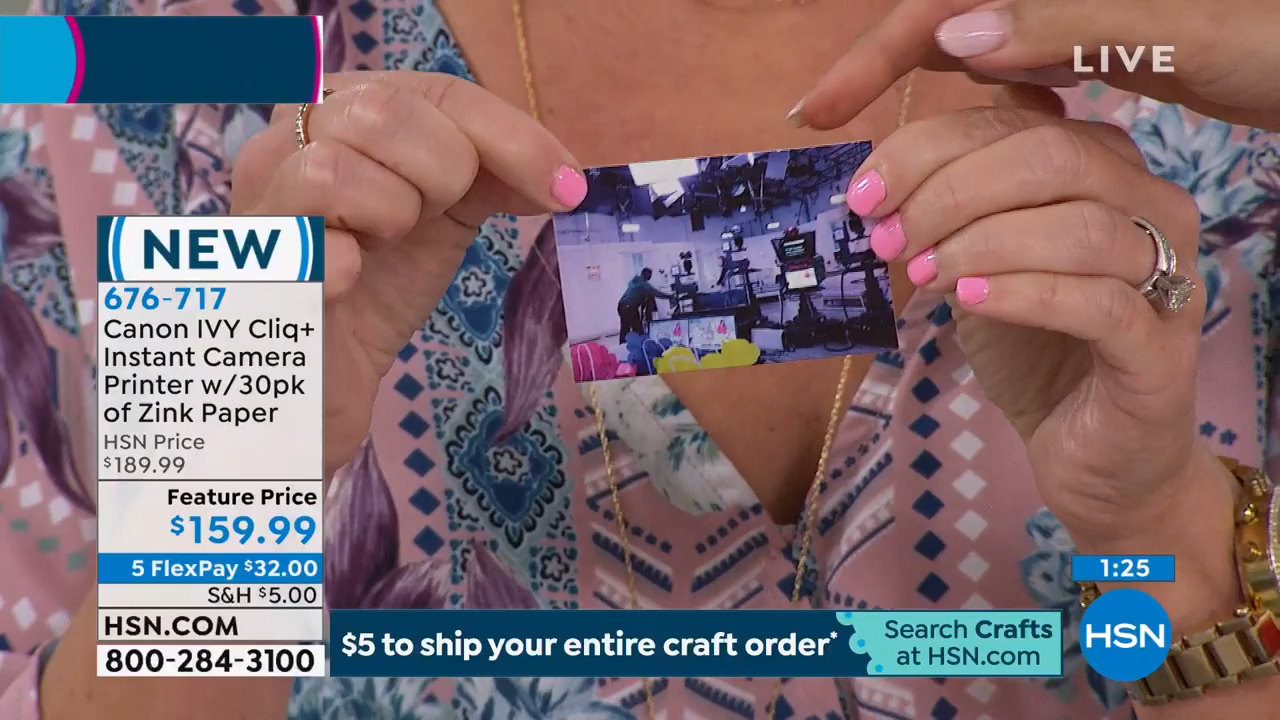 LIVE
NEW
676-717
Canon IVY Cliq+
Instant Camera
Printer w/30pk
of Zink Paper
HSN Price
$189.99
Feature Price
$159.99
5 FlexPay $32.00
S&H $5.00
HSN.COM
800-284-3100
$5 to ship your entire craft order*
Search Crafts
at HSN.com
1:25
HSN